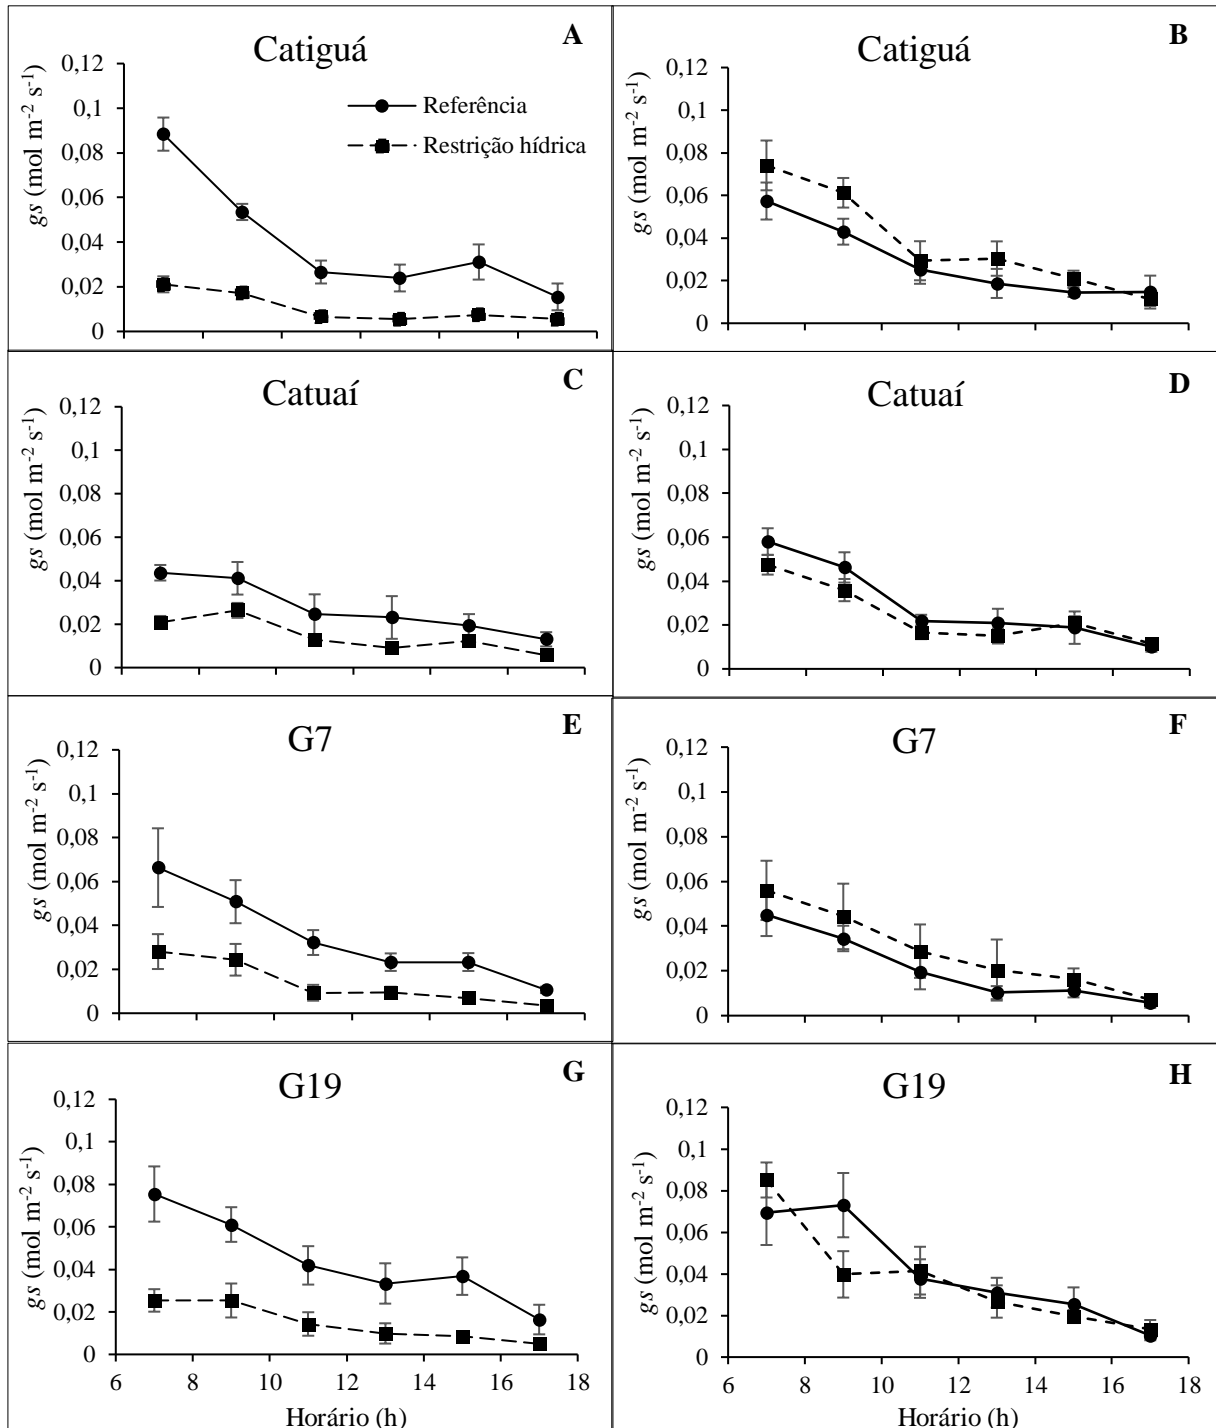 A
Catiguá
gs (mol m⁻² s⁻¹)
0,12
0,1
0,08
0,06
0,04
0,02
0
Referência
Restrição hídrica
B
Catiguá
gs (mol m⁻² s⁻¹)
0,12
0,1
0,08
0,06
0,04
0,02
0
C
Catuaí
gs (mol m⁻² s⁻¹)
0,12
0,1
0,08
0,06
0,04
0,02
0
D
Catuaí
gs (mol m⁻² s⁻¹)
0,12
0,1
0,08
0,06
0,04
0,02
0
E
G7
gs (mol m⁻² s⁻¹)
0,12
0,1
0,08
0,06
0,04
0,02
0
F
G7
gs (mol m⁻² s⁻¹)
0,12
0,1
0,08
0,06
0,04
0,02
0
6 8 10 12 14 16 18
G
G19
gs (mol m⁻² s⁻¹)
0,12
0,1
0,08
0,06
0,04
0,02
0
6 8 10 12 14 16 18
Horário (h)
H
G19
gs (mol m⁻² s⁻¹)
0,12
0,1
0,08
0,06
0,04
0,02
0
6 8 10 12 14 16 18
Horário (h)